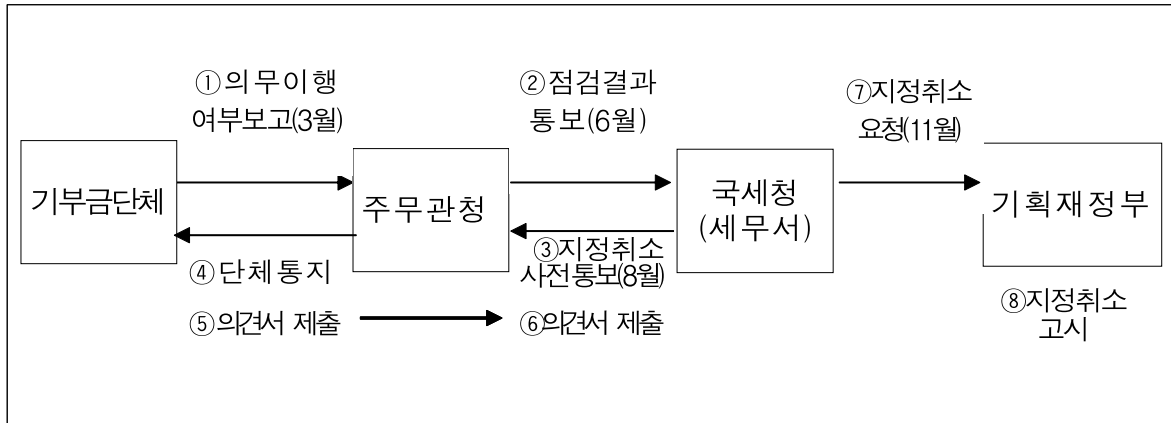 ①의무이행
여부보고(3월)
②점검결과
통보(6월)
⑦지정취소
요청(11월)
기부금단체
주무관청
국세청
(세무서)
기획재정부
④단체통지
③지정취소
사전통보(8월)
⑤의견서 제출
⑥의견서 제출
⑧지정취소
고시